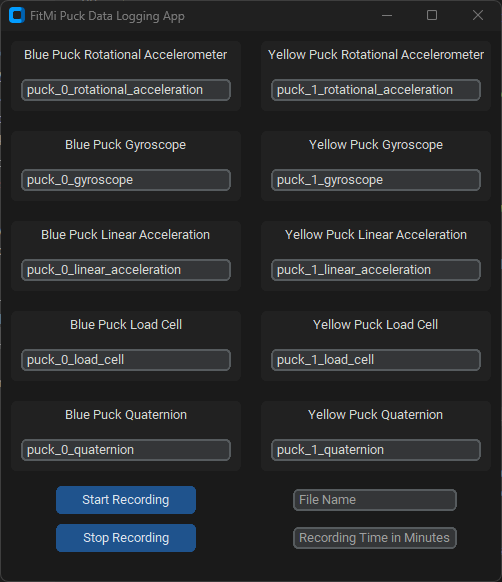 FitMi Puck Data Logging App
Blue Puck Rotational Accelerometer
Yellow Puck Rotational Accelerometer
puck_0_rotational_acceleration
puck_1_rotational_acceleration
Blue Puck Gyroscope
Yellow Puck Gyroscope
puck_0_gyroscope
puck_1_gyroscope
Blue Puck Linear Acceleration
Yellow Puck Linear Acceleration
puck_0_linear_acceleration
puck_1_linear_acceleration
Blue Puck Load Cell
Yellow Puck Load Cell
puck_0_load_cell
puck_1_load_cell
Blue Puck Quaternion
Yellow Puck Quaternion
puck_0_quaternion
puck_1_quaternion
Start Recording
File Name
Stop Recording
Recording Time in Minutes